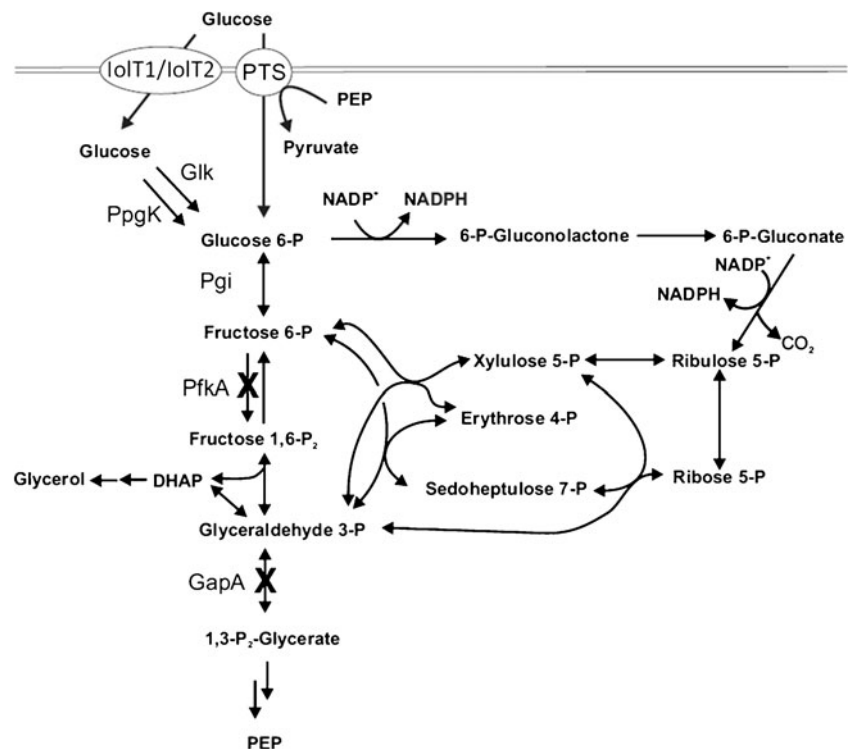 Glucose
IolT1/IolT2
PTS
PEP
Pyruvate
Glucose
Glk
PpgK
NADP+
NADPH
Glucose 6-P
6-P-Gluconolactone
6-P-Gluconate
Pgi
NADP+
NADPH
CO₂
Fructose 6-P
Xylulose 5-P
Ribulose 5-P
PfkA
X
Erythrose 4-P
Fructose 1,6-P₂
Glycerol
DHAP
Sedoheptulose 7-P
Ribose 5-P
Glyceraldehyde 3-P
GapA
X
1,3-P₂-Glycerate
PEP